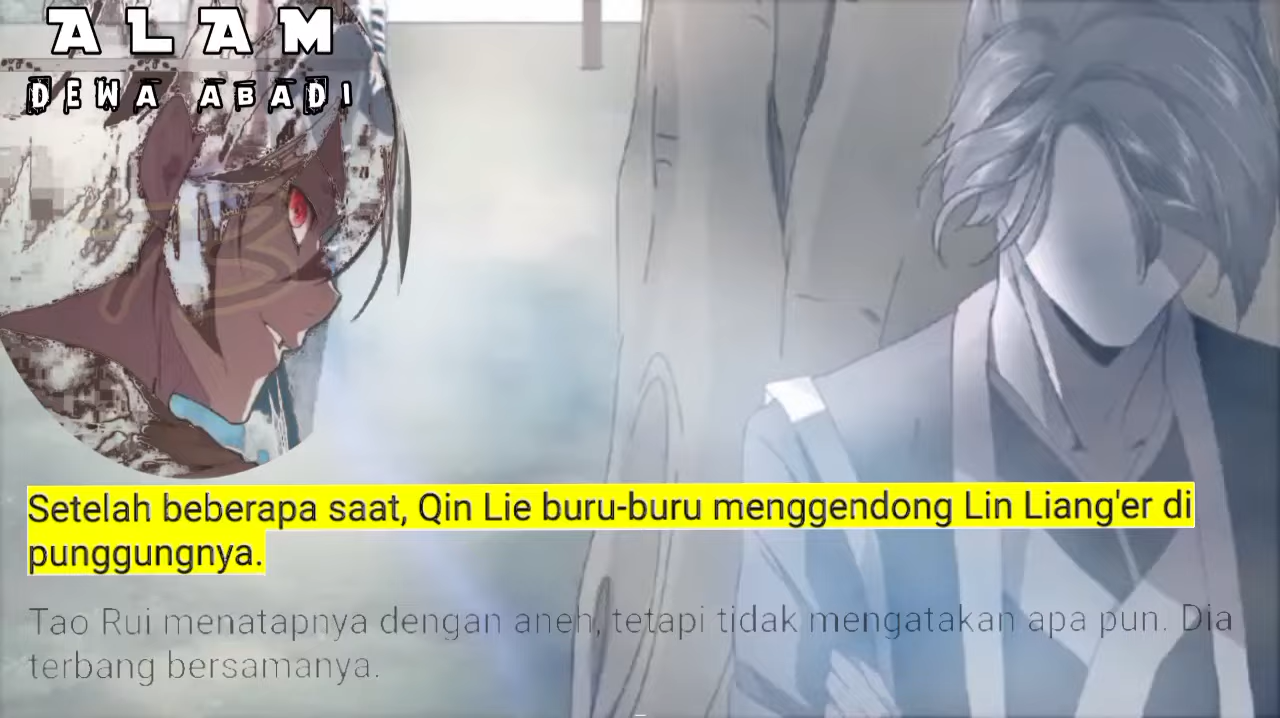 ALAM
DEWA ABADI
Setelah beberapa saat, Qin Lie buru-buru menggendong Lin Liang'er di
punggungnya.
Tao Rui menatapnya dengan aneh, tetapi tidak mengatakan apa pun. Dia
terbang bersamanya.